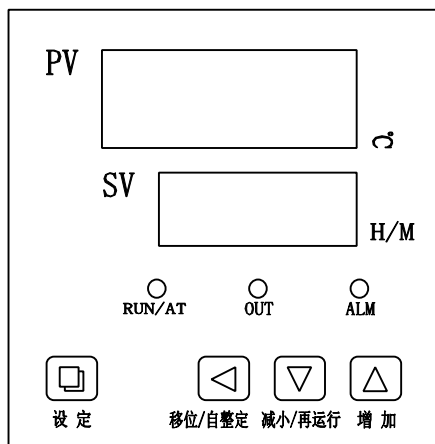 PV
℃
SV
H/M
RUN/AT OUT ALM
设定 移位/自整定 减小/再运行 增加